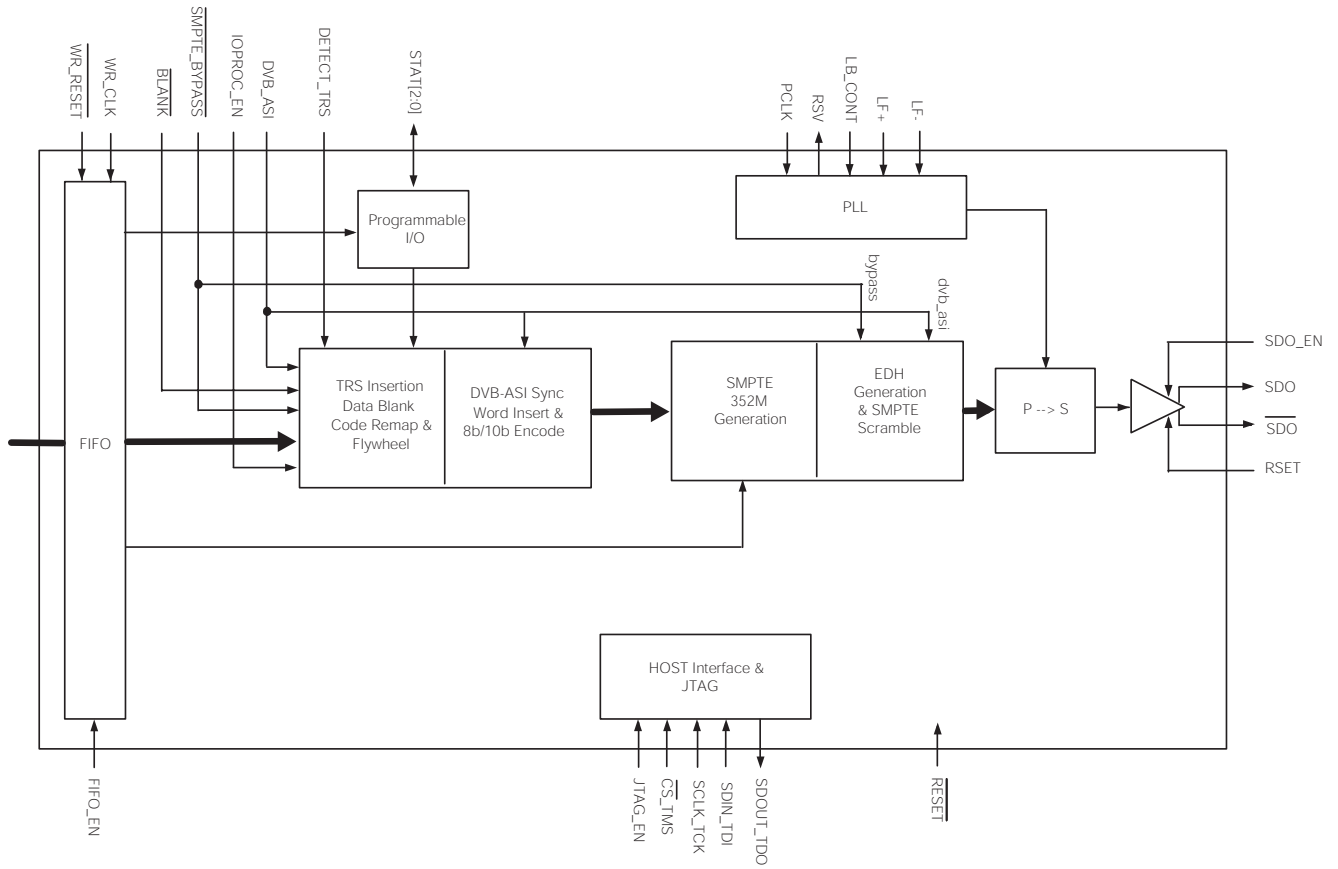 WR_RESET
WR_CLK
BLANK
SMPTE_BYPASS
IOPROC_EN
DVB_ASI
DETECT_TRS
STAT[2:0]
PCLK
RSV
LB_CONT
LF+
LF-
Programmable
I/O
PLL
bypass
dvb_asi
FIFO
TRS Insertion
Data Blank
Code Remap &
Flywheel
DVB-ASI Sync
Word Insert &
8b/10b Encode
SMPTE
352M
Generation
EDH
Generation
& SMPTE
Scramble
P --> S
SDO_EN
SDO
SDO
RSET
HOST Interface &
JTAG
FIFO_EN
JTAG_EN
CS_TMS
SCLK_TCK
SDIN_TDI
SDOUT_TDO
RESET